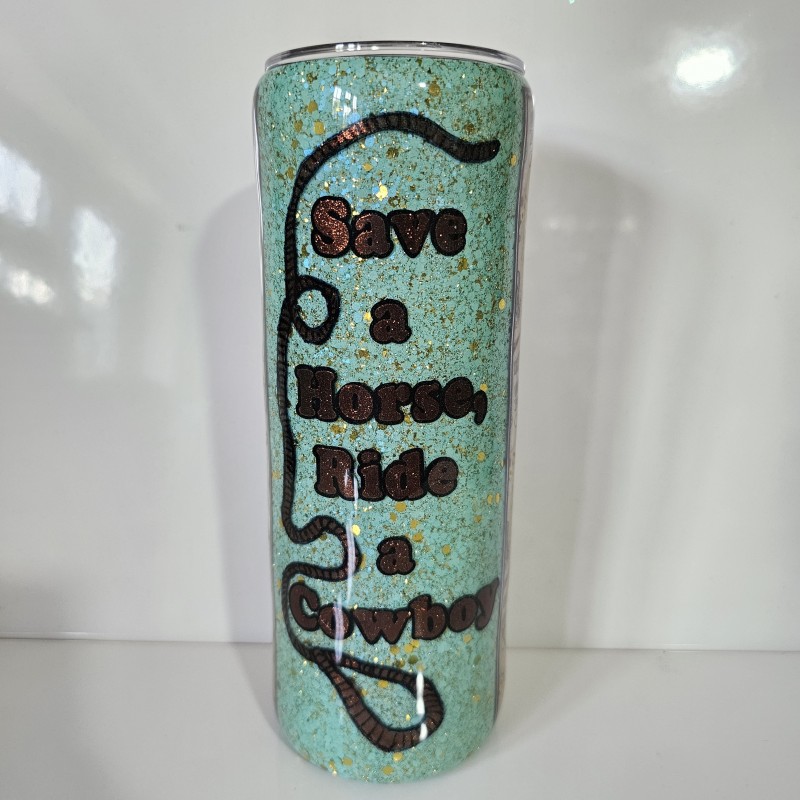 Save
a
Horse,
Ride
a
Cowboy